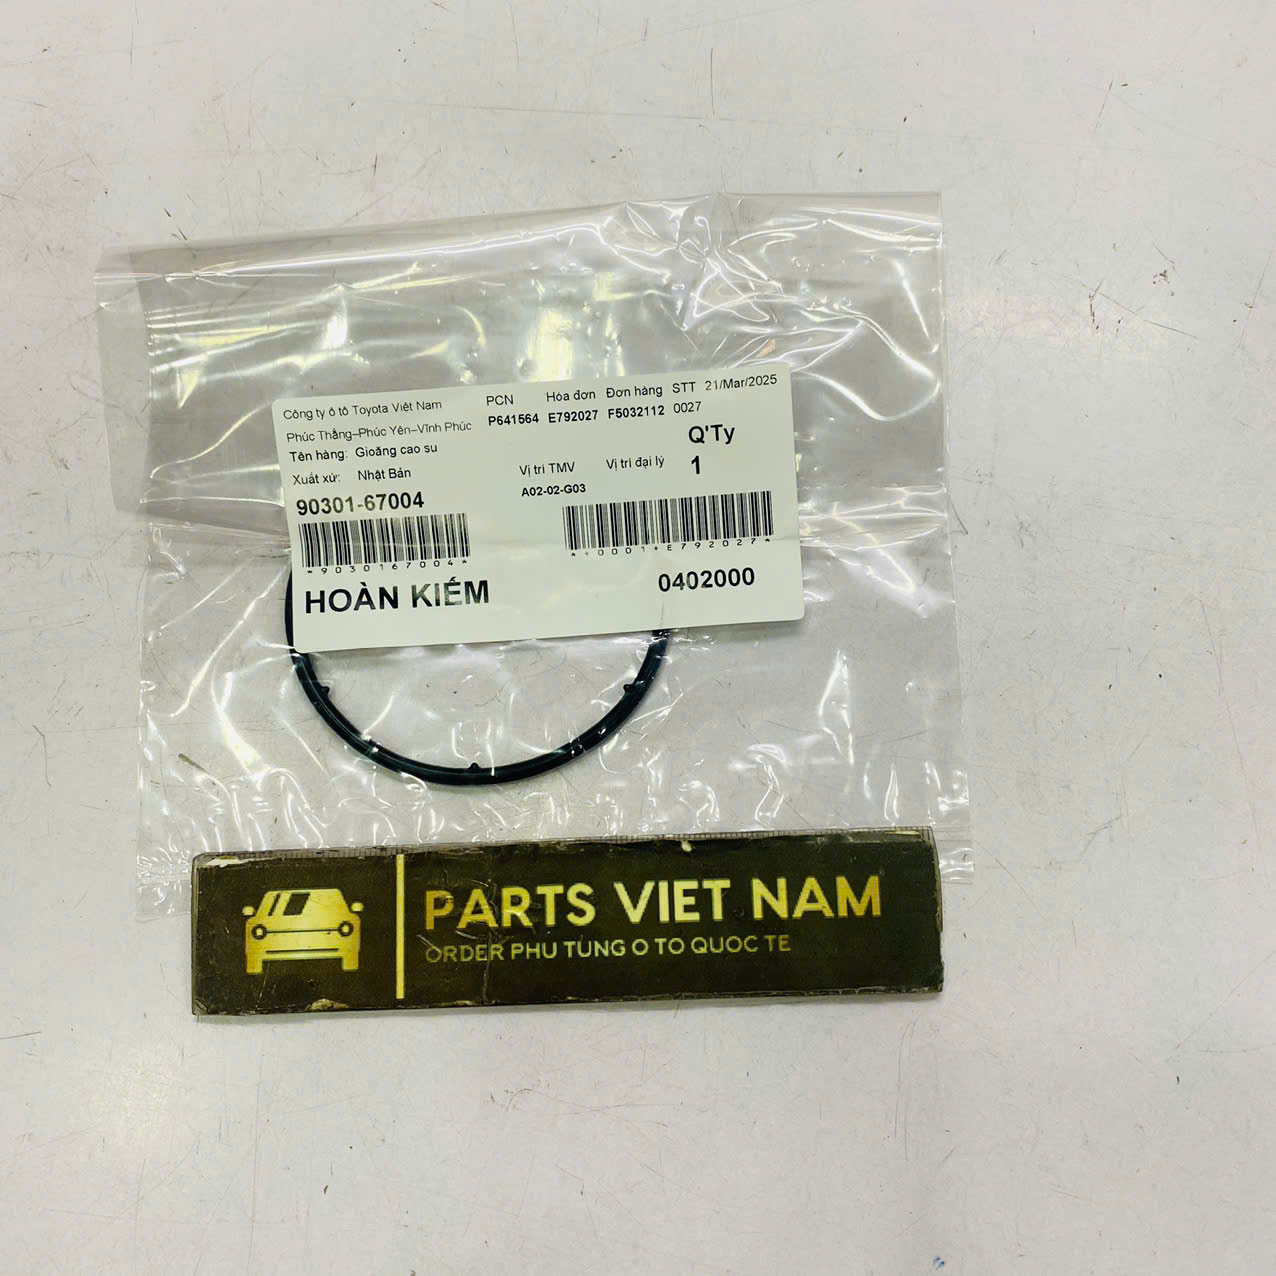 Công ty ô tô Toyota Việt Nam
Phúc Thắng–Phúc Yên–Vĩnh Phúc
PCN Hóa đơn Đơn hàng STT 21/Mar/2025
P641564 E792027 F5032112 0027
Tên hàng: Gioăng cao su
Q'Ty
Xuất xứ: Nhật Bản
Vị trí TMV Vị trí đại lý 1
90301-67004
A02-02-G03
*9030167004*
*+0001+E792027*
HOÀN KIẾM
0402000
PARTS VIET NAM
ORDER PHU TÙNG O TO QUOC TE